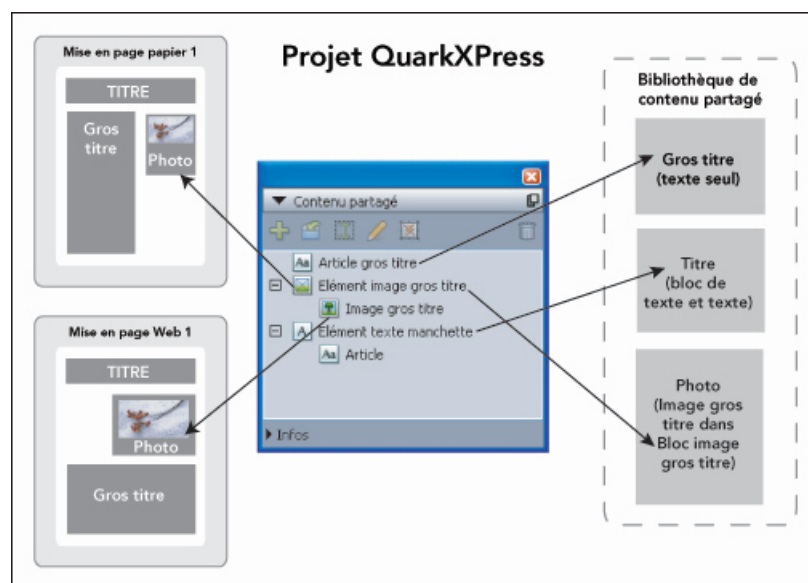 Projet QuarkXPress
Mise en page papier 1
TITRE
Gros
titre
Photo
Mise en page Web 1
TITRE
Photo
Gros titre
Contenu partagé
Article gros titre
Elément image gros titre
Image gros titre
Elément texte manchette
Article
Infos
Bibliothèque de
contenu partagé
Gros titre
(texte seul)
Titre
(bloc de
texte et texte)
Photo
(Image gros
titre dans
Bloc image
gros titre)